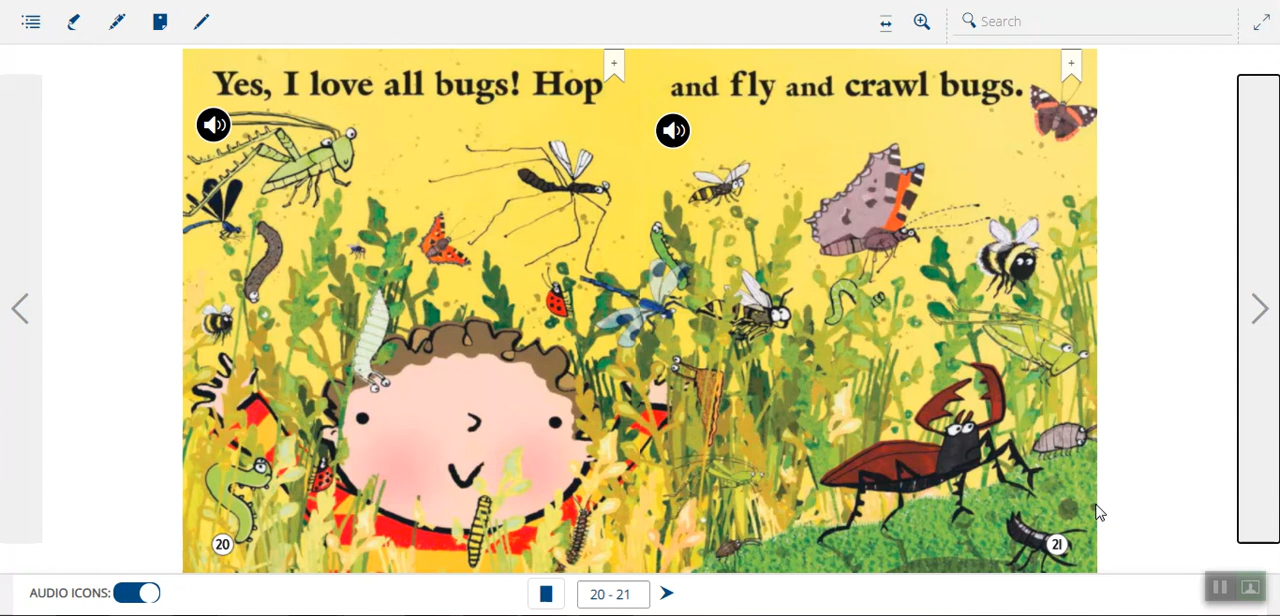 Search
Yes, I love all bugs! Hop
and fly and crawl bugs.
20
21
AUDIO ICONS:
20 - 21